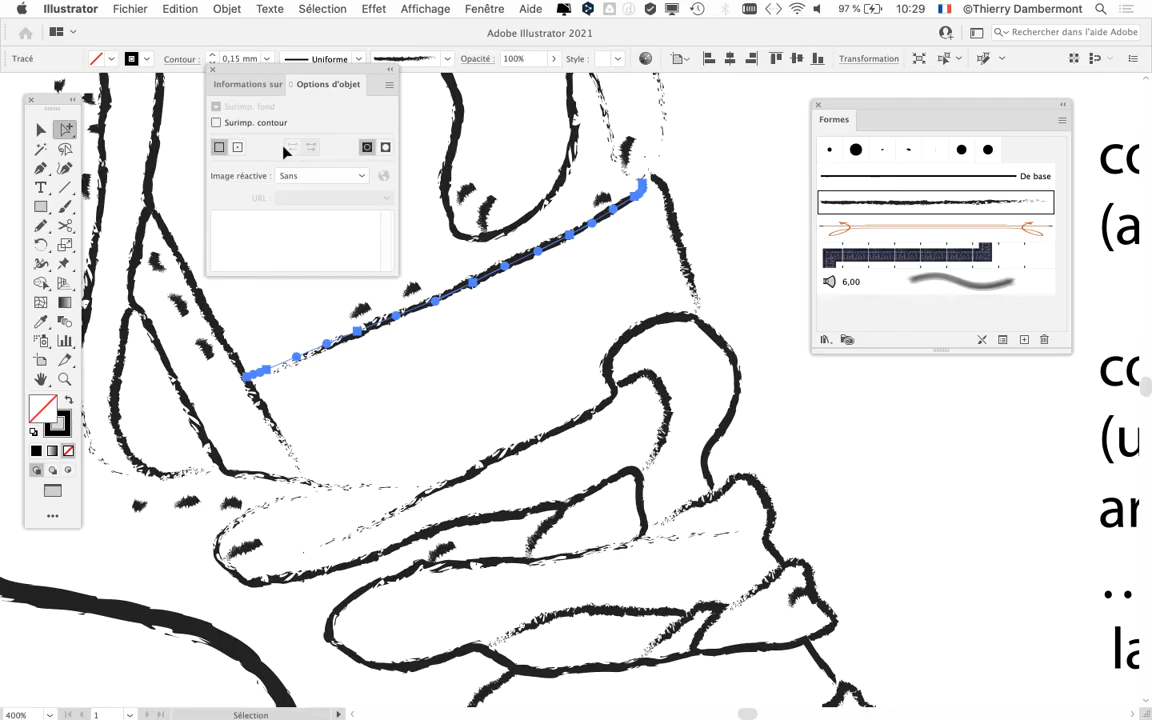 Illustrator Fichier Edition Objet Texte Sélection Effet Affichage Fenêtre Aide 97 % 10:29 ©Thierry Dambermont
Adobe Illustrator 2021
Rechercher dans l'aide Adobe
Tracé Contour : 0,15 mm Uniforme Opacité : 100% Style : Transformation
Informations sur Options d'objet
Surimp. fond
Surimp. contour
Image réactive : Sans
URL :
Formes
De base
6,00
co
(a
co
(u
ar
..
la
400% 1 Sélection